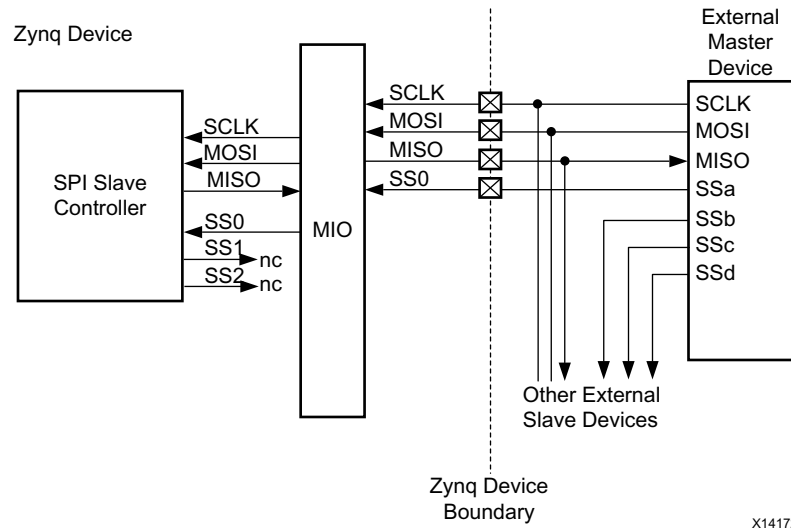 Zynq Device
External
Master
Device
SCLK
MOSI
MISO
SS0
SCLK
MOSI
MISO
SSa
SSb
SSc
SSd
SCLK
MOSI
MISO
SS0
SS1
nc
SS2
nc
SPI Slave
Controller
MIO
Other External
Slave Devices
Zynq Device
Boundary